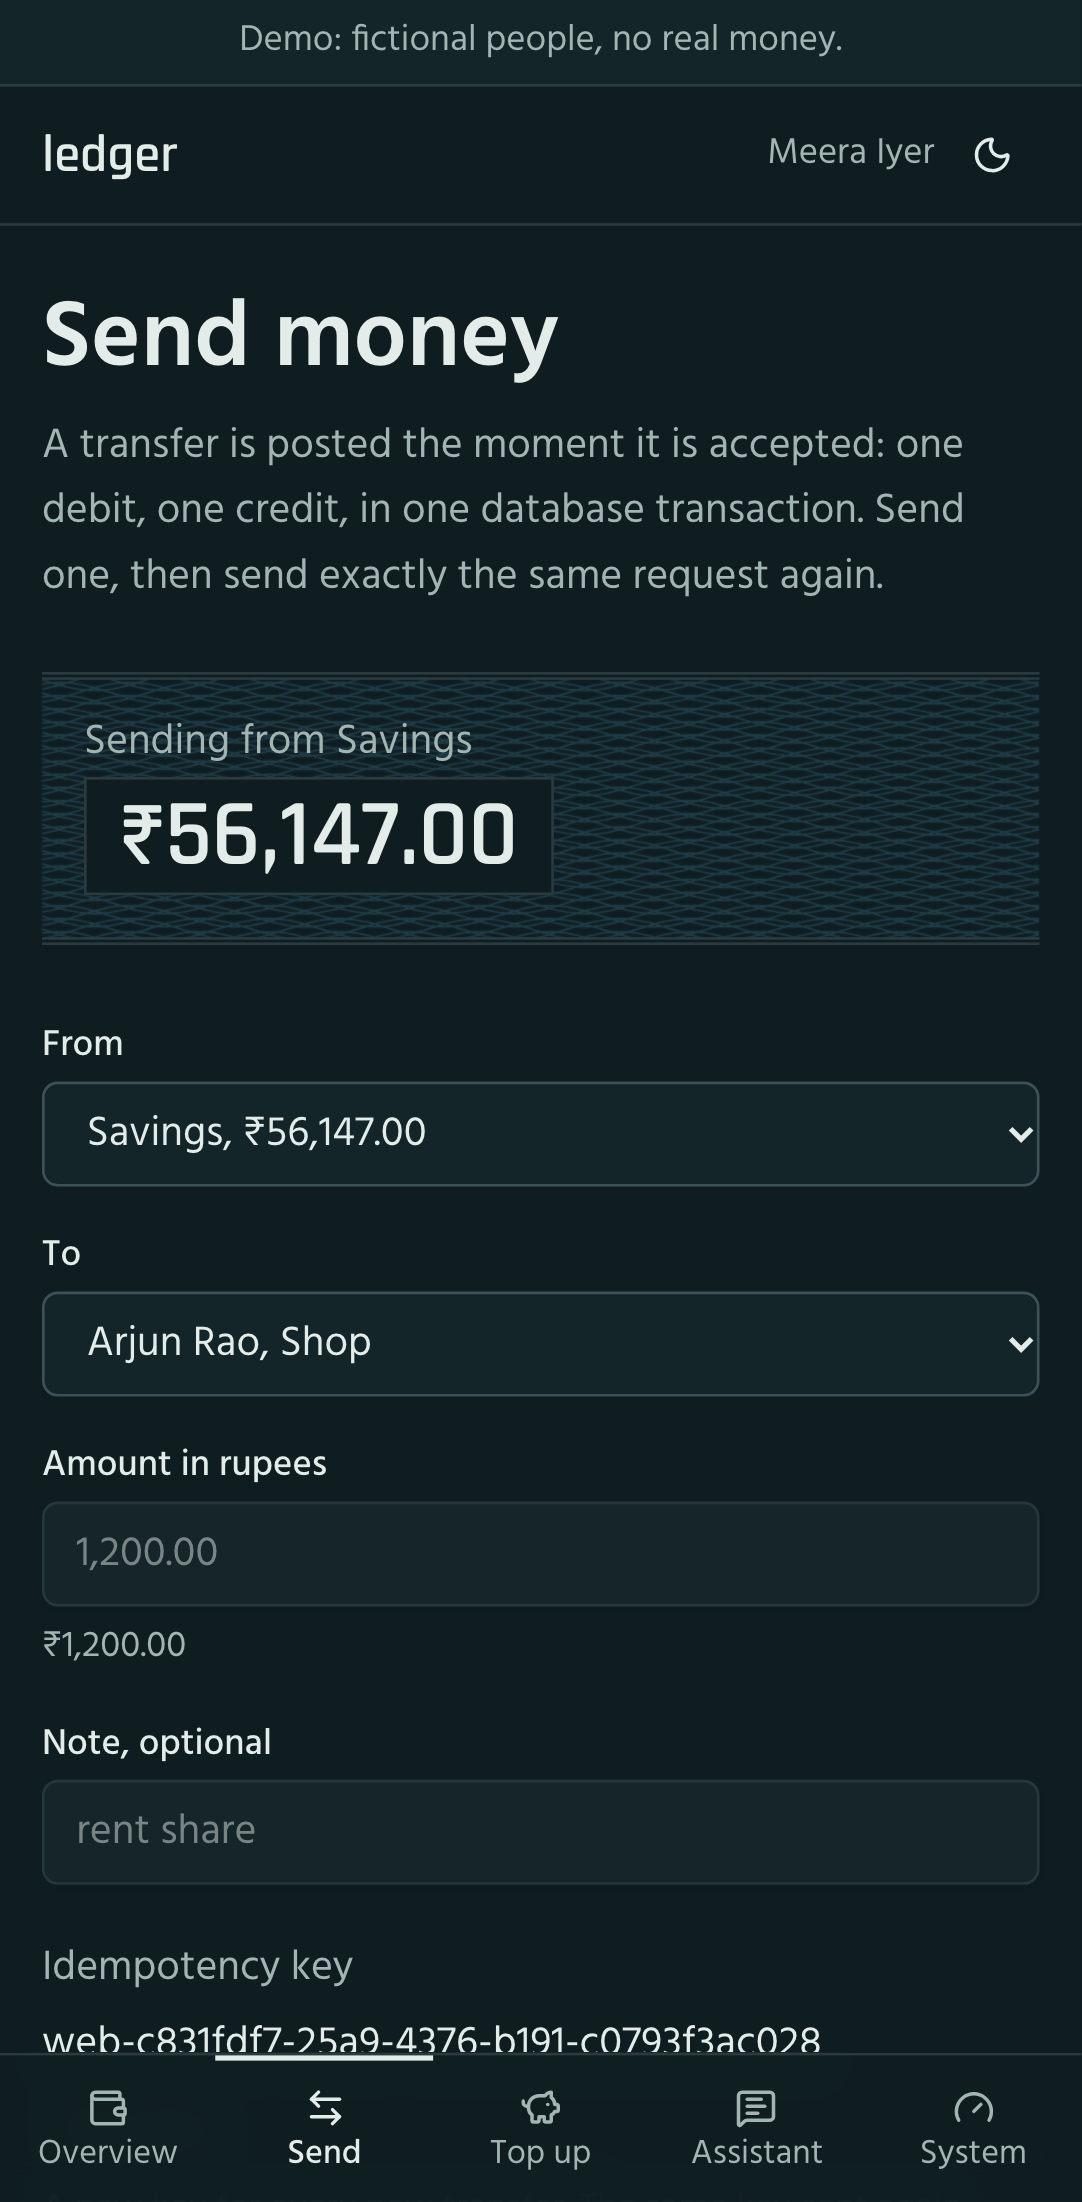 Demo: fictional people, no real money.
ledger
Meera Iyer
Send money
A transfer is posted the moment it is accepted: one
debit, one credit, in one database transaction. Send
one, then send exactly the same request again.
Sending from Savings
₹56,147.00
From
Savings, ₹56,147.00
To
Arjun Rao, Shop
Amount in rupees
1,200.00
₹1,200.00
Note, optional
rent share
Idempotency key
web-c831fdf7-25a9-4376-b191-c0793f3ac028
Overview
Send
Top up
Assistant
System